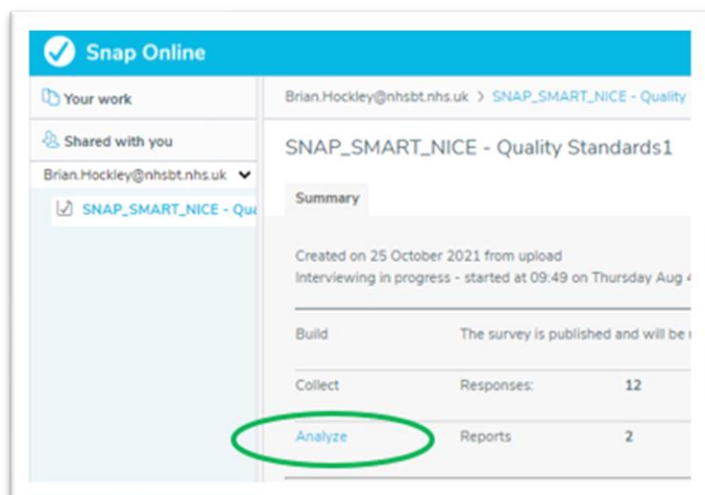 Snap Online
Your work
Shared with you
Brian.Hockley@nhsbt.nhs.uk
SNAP_SMART_NICE - Qua
Brian.Hockley@nhsbt.nhs.uk > SNAP_SMART_NICE - Quality
SNAP_SMART_NICE - Quality Standards1
Summary
Created on 25 October 2021 from upload
Interviewing in progress - started at 09:49 on Thursday Aug 4
Build The survey is published and will be
Collect Responses: 12
Analyze Reports 2